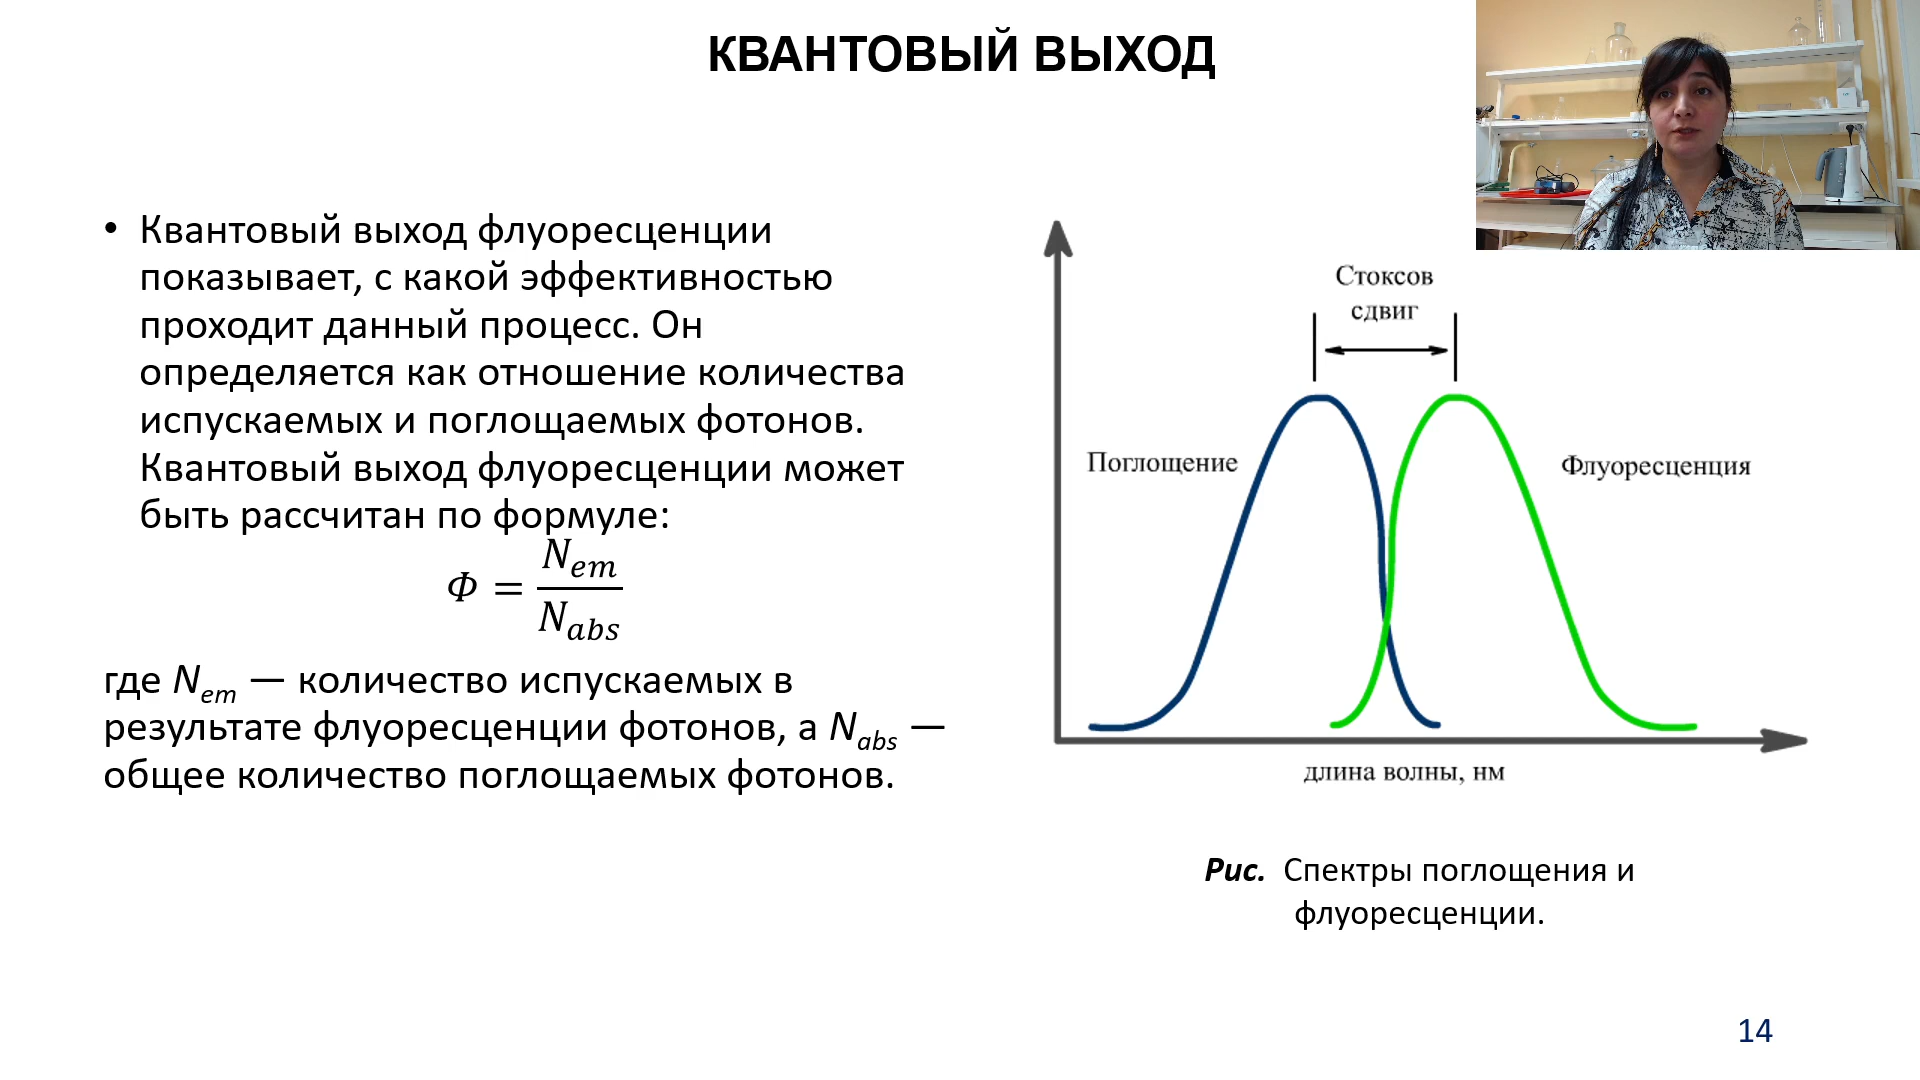 КВАНТОВЫЙ ВЫХОД
• Квантовый выход флуоресценции
показывает, с какой эффективностью
проходит данный процесс. Он
определяется как отношение количества
испускаемых и поглощаемых фотонов.
Квантовый выход флуоресценции может
быть рассчитан по формуле:
Φ = N_em / N_abs
где N_em — количество испускаемых в
результате флуоресценции фотонов, а N_abs —
общее количество поглощаемых фотонов.
Стоксов
сдвиг
Поглощение
Флуоресценция
длина волны, нм
Рис. Спектры поглощения и
флуоресценции.
14